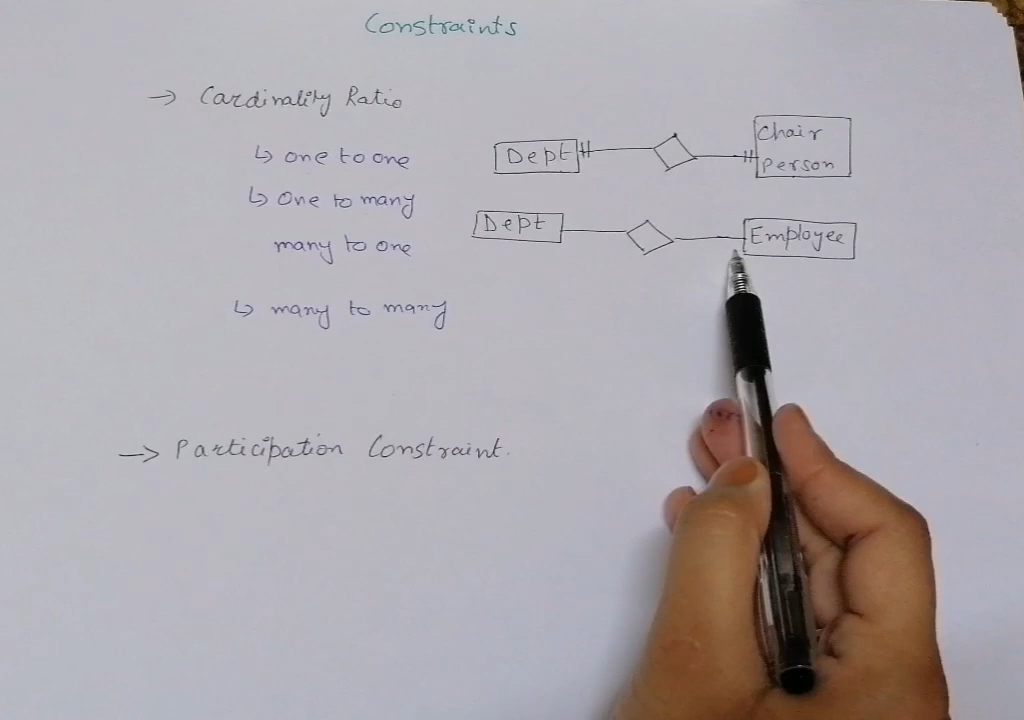 Constraints
→ Cardinality Ratio
↳ one to one
Dept
Chair
Person
↳ One to many
Dept
Employee
many to one
↳ many to many
→ Participation Constraint.